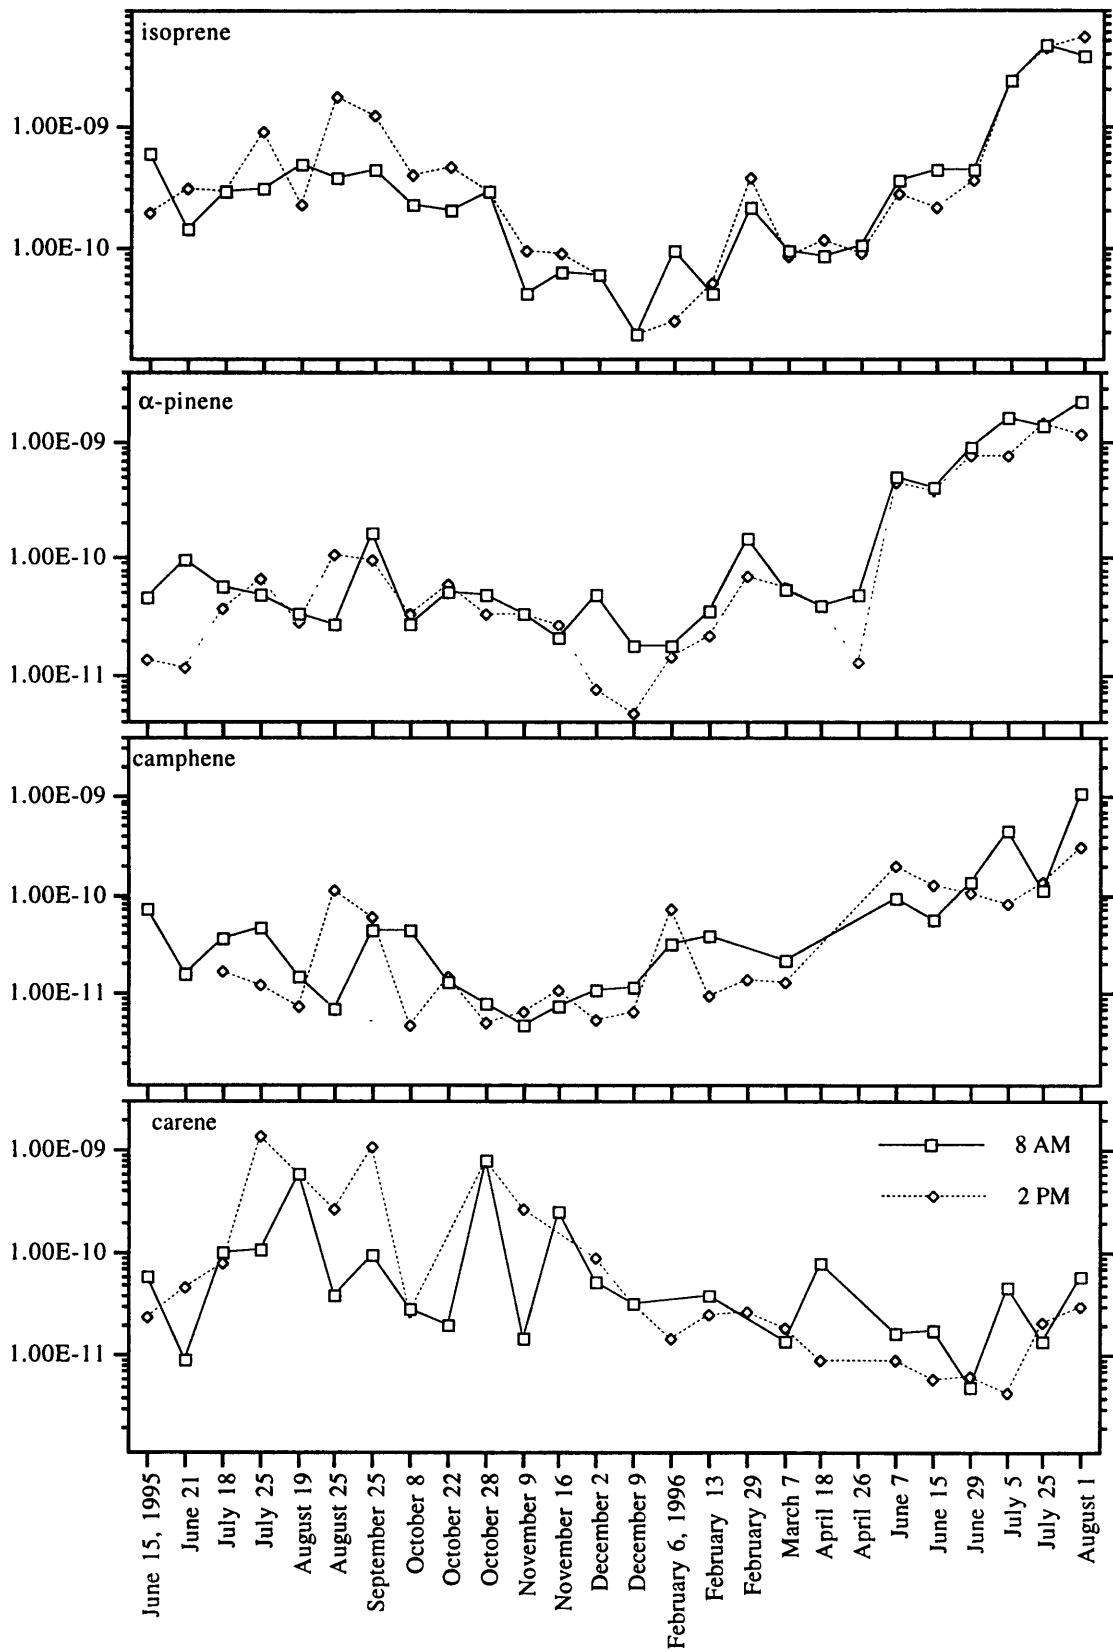 isoprene
1.00E-09
1.00E-10
α-pinene
1.00E-09
1.00E-10
1.00E-11
camphene
1.00E-09
1.00E-10
1.00E-11
carene
1.00E-09
1.00E-10
1.00E-11
8 AM
2 PM
June 15, 1995
June 21
July 18
July 25
August 19
August 25
September 25
October 8
October 22
October 28
November 9
November 16
December 2
December 9
February 6, 1996
February 13
February 29
March 7
April 18
April 26
June 7
June 15
June 29
July 5
July 25
August 1